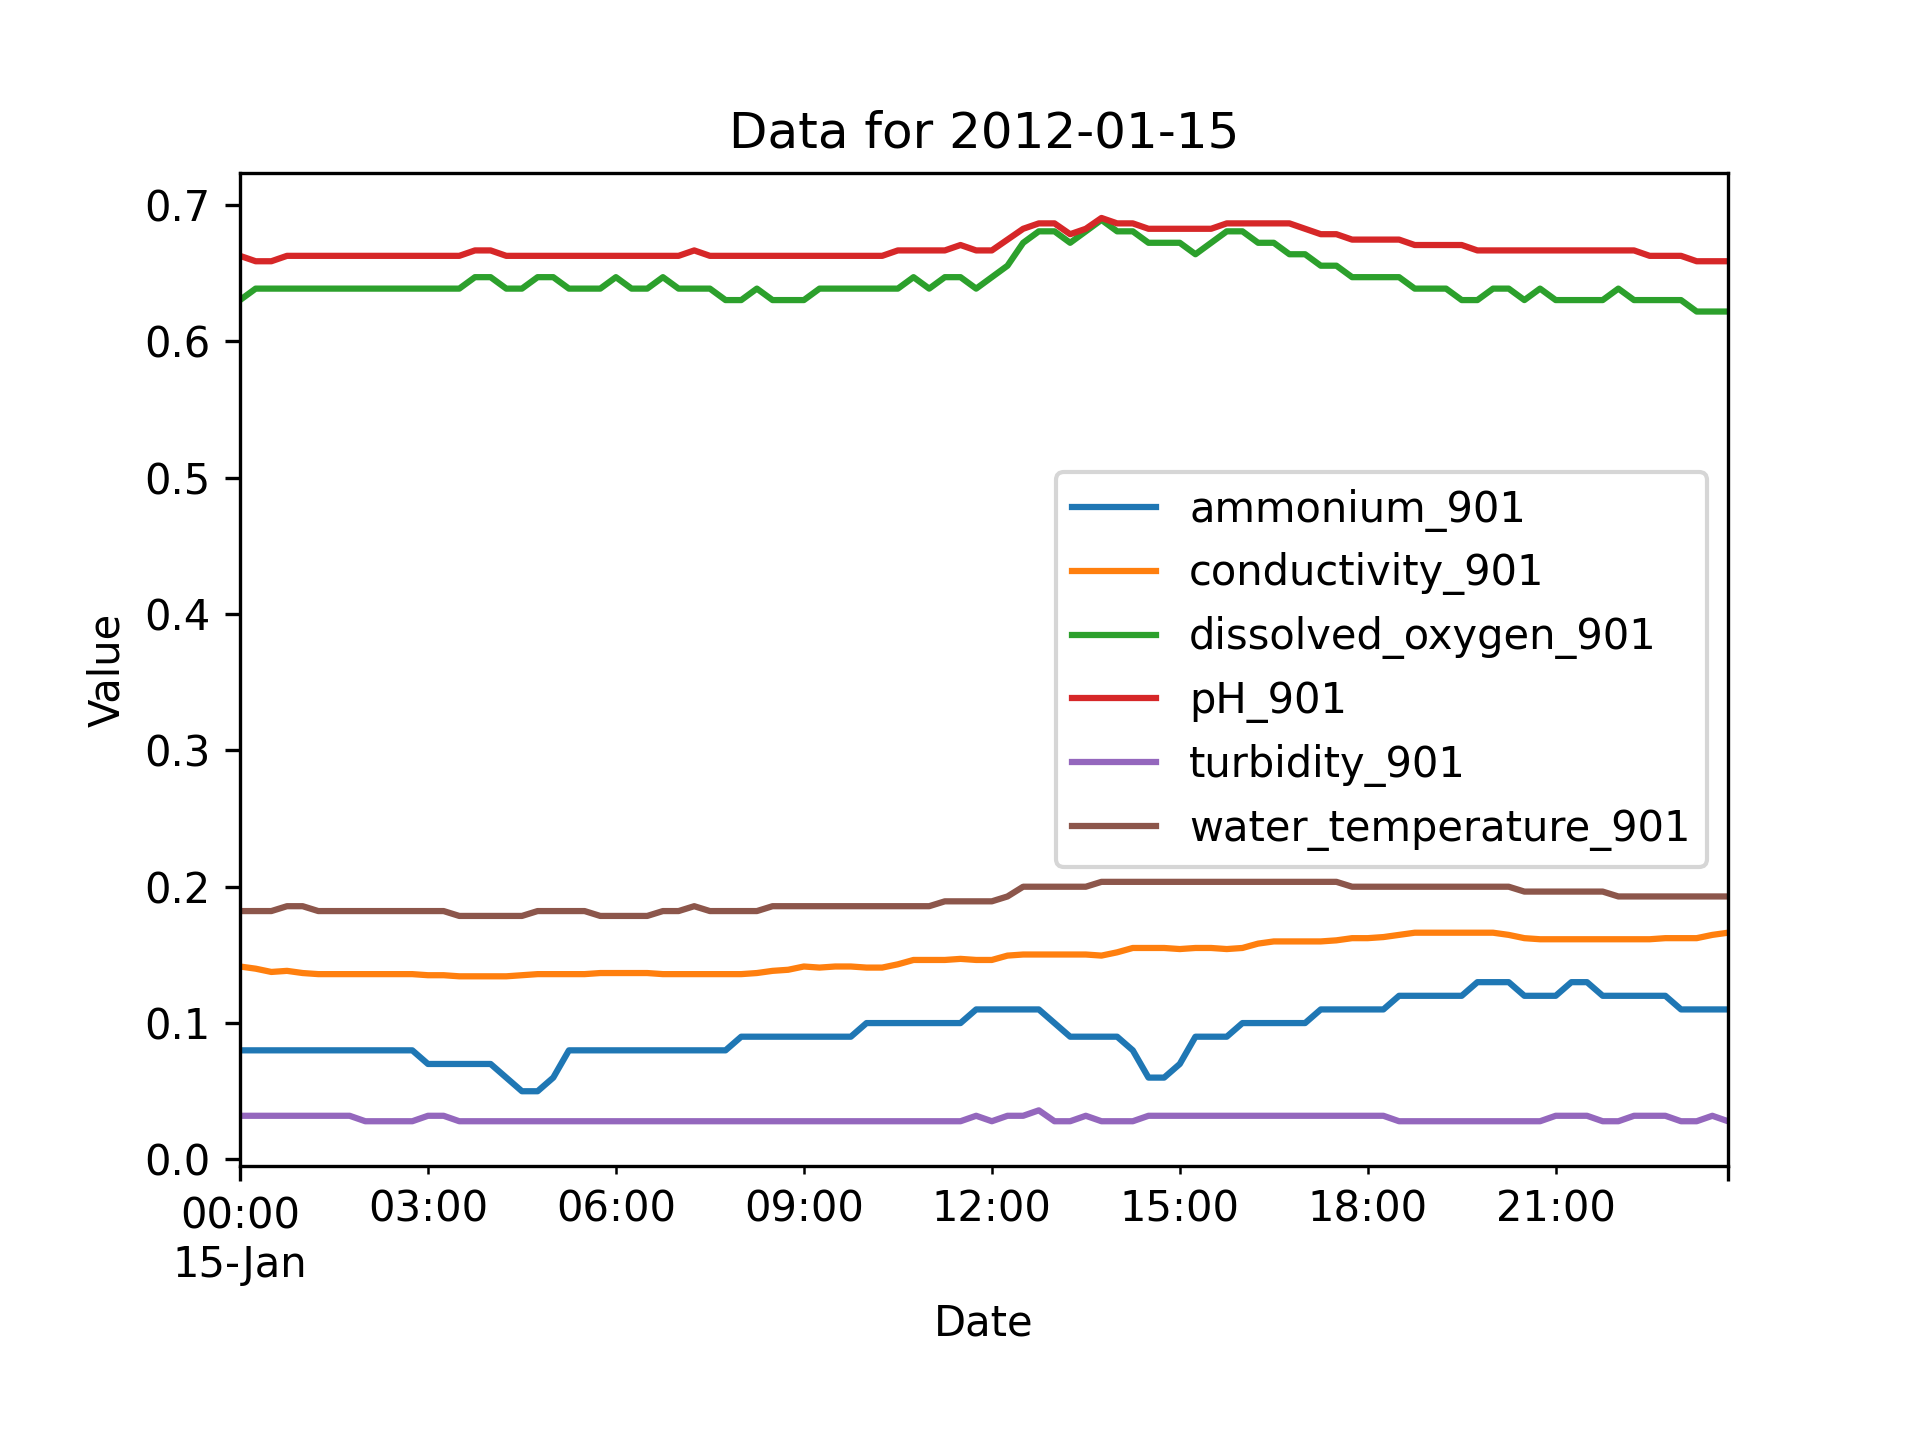 Data for 2012-01-15
0.7
0.6
0.5
0.4
0.3
0.2
0.1
0.0
Value
ammonium_901
conductivity_901
dissolved_oxygen_901
pH_901
turbidity_901
water_temperature_901
00:00 03:00 06:00 09:00 12:00 15:00 18:00 21:00
15-Jan
Date